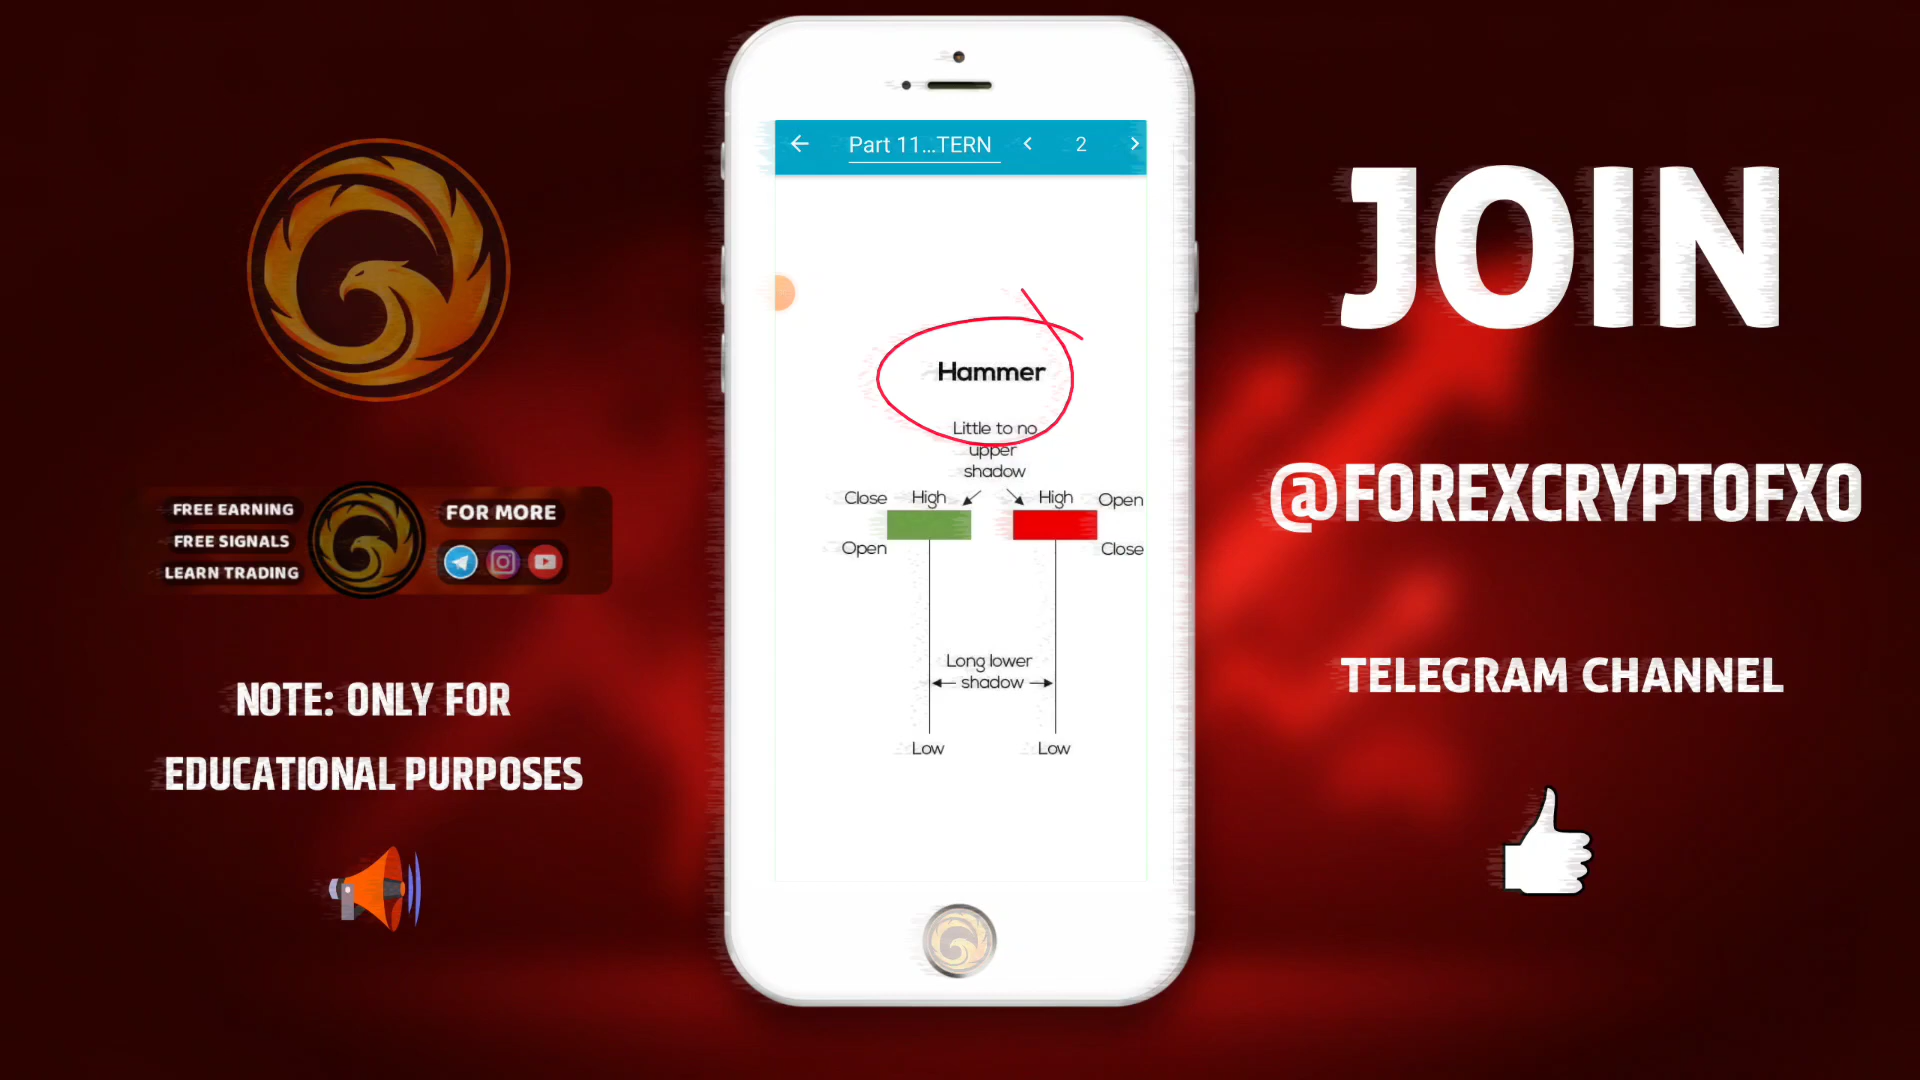 FREE EARNING
FREE SIGNALS
LEARN TRADING
FOR MORE
NOTE: ONLY FOR
EDUCATIONAL PURPOSES
Part 11...TERN
2
Hammer
Little to no
upper
shadow
Close High High Open
Open Close
Long lower
shadow
Low Low
JOIN
@FOREXCRYPTOFXO
TELEGRAM CHANNEL